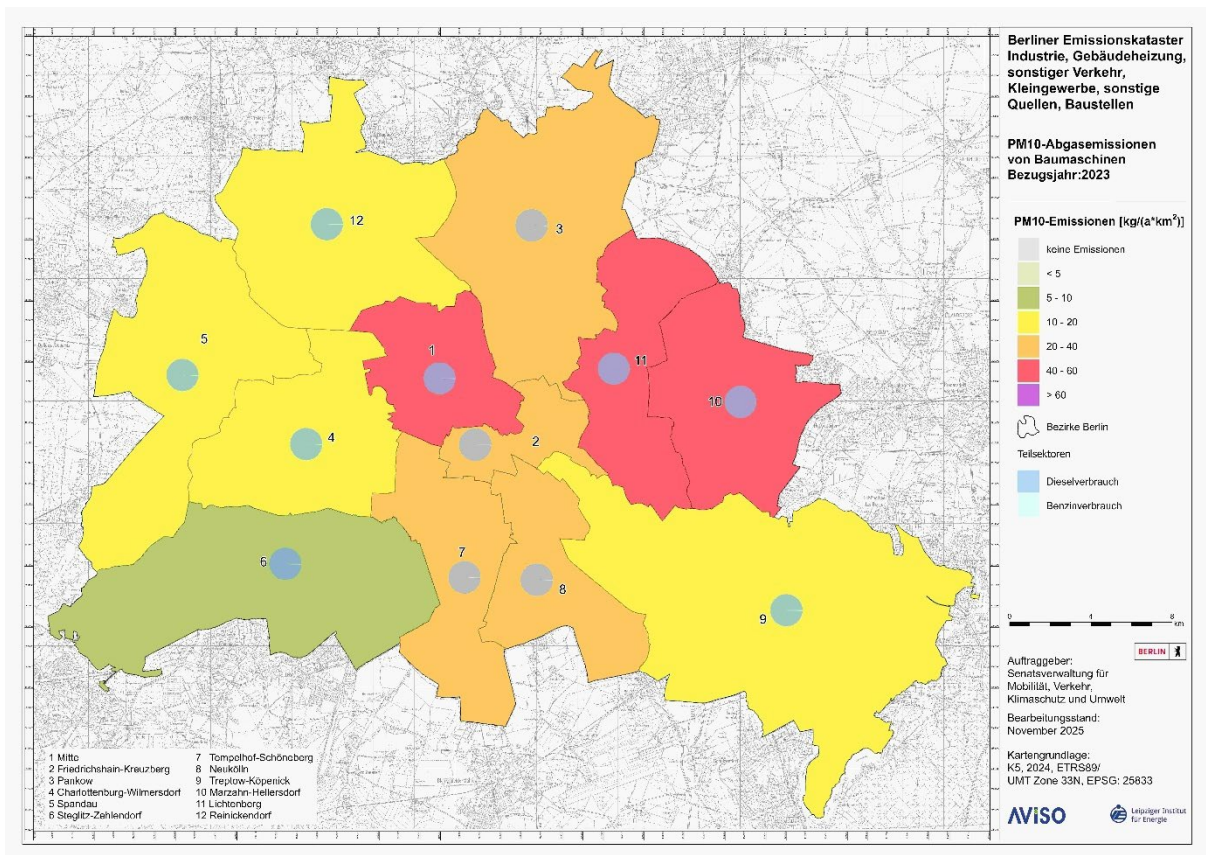 Berliner Emissionskataster
Industrie, Gebäudeheizung,
sonstiger Verkehr,
Kleingewerbe, sonstige
Quellen, Baustellen
PM10-Abgasemissionen
von Baumaschinen
Bezugsjahr:2023
PM10-Emissionen [kg/(a*km²)]
keine Emissionen
< 5
5 - 10
10 - 20
20 - 40
40 - 60
> 60
Bezirke Berlin
Teilsektoren
Dieselverbrauch
Benzinverbrauch
0 4 8
km
BERLIN
Auftraggeber:
Senatsverwaltung für
Mobilität, Verkehr,
Klimaschutz und Umwelt
Bearbeitungsstand:
November 2025
Kartengrundlage:
K5, 2024, ETRS89/
UMT Zone 33N, EPSG: 25833
AVISO
Leipziger Institut
für Energie
12
3
5
1
11
10
4
2
6
7
8
9
1 Mitte
2 Friedrichshain-Kreuzberg
3 Pankow
4 Charlottenburg-Wilmersdorf
5 Spandau
6 Steglitz-Zehlendorf
7 Tempelhof-Schöneberg
8 Neukölln
9 Treptow-Köpenick
10 Marzahn-Hellersdorf
11 Lichtenberg
12 Reinickendorf